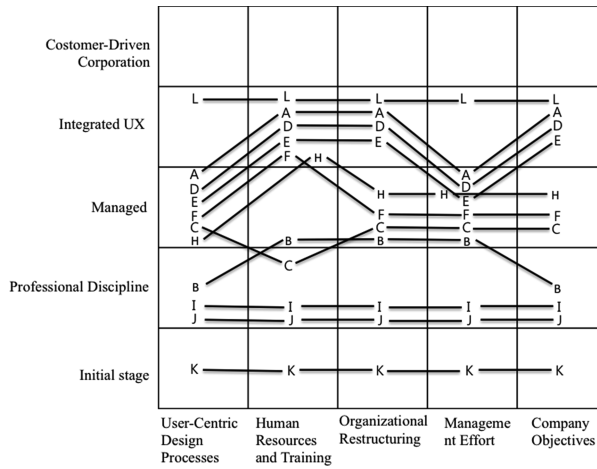 Costomer-Driven
Corporation
L L L L L
A A A
Integrated UX
D D D
E E E
F H
A A
D D
E H H E H
Managed
F F F F
C C C C
H B B B
C
Professional Discipline
B B
I I I I I
J J J J J
Initial stage
K K K K K
User-Centric
Design
Processes
Human
Resources
and Training
Organizational
Restructuring
Manageme
nt Effort
Company
Objectives